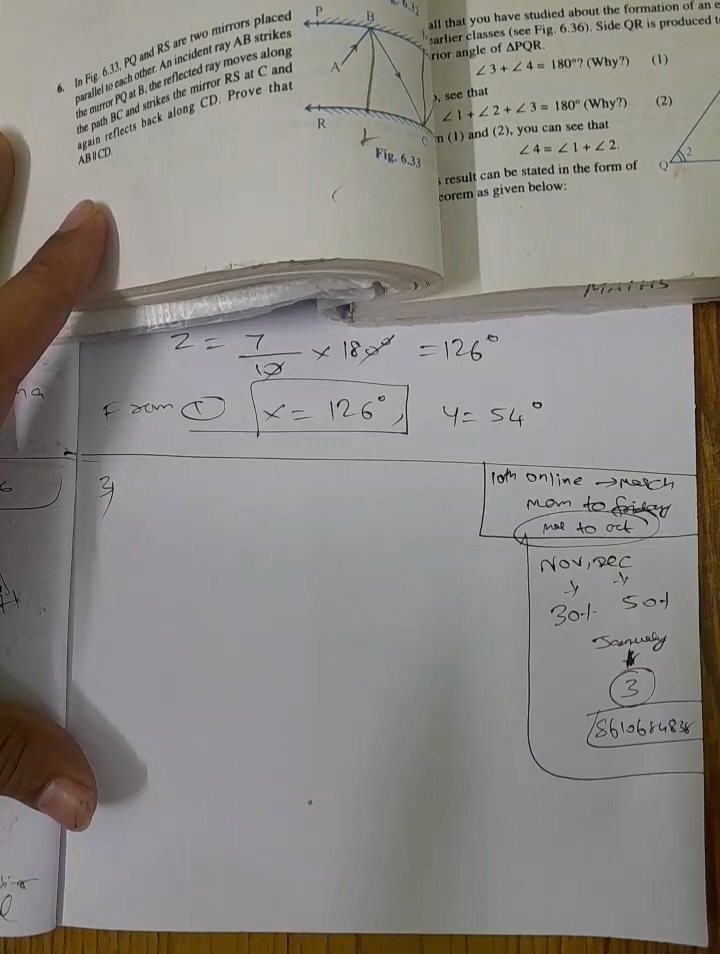 6. In Fig. 6.33, PQ and RS are two mirrors placed
parallel to each other. An incident ray AB strikes
the mirror PQ at B, the reflected ray moves along
the path BC and strikes the mirror RS at C and
again reflects back along CD. Prove that
AB || CD.
P
B
A
R
C
Fig. 6.33
all that you have studied about the formation of an
earlier classes (see Fig. 6.36). Side QR is produced
rior angle of ΔPQR.
∠3 + ∠4 = 180°? (Why?) (1)
, see that
∠1 + ∠2 + ∠3 = 180° (Why?) (2)
(1) and (2), you can see that
∠4 = ∠1 + ∠2.
result can be stated in the form of
eorem as given below:
Q
2
Z = 7/10 × 180° = 126°
From ① x = 126°, y = 54°
3)
10th online → march
mon to friday
to oct
NOV, DEC
30%
50%
January
3
8610684838